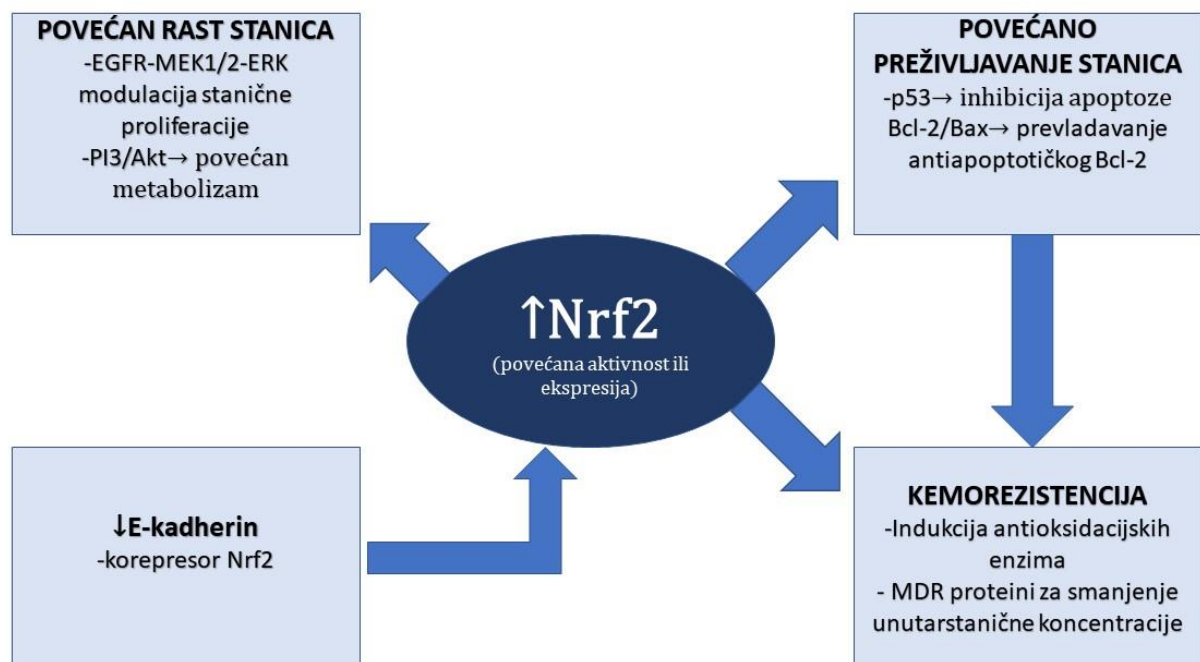 POVEĆAN RAST STANICA
-EGFR-MEK1/2-ERK
modulacija stanične
proliferacije
-PI3/Akt→ povećan
metabolizam
POVEĆANO
PREŽIVLJAVANJE STANICA
-p53→ inhibicija apoptoze
Bcl-2/Bax→ prevladavanje
antiapoptotičkog Bcl-2
↑Nrf2
(povećana aktivnost ili
ekspresija)
↓E-kadherin
-korepresor Nrf2
KEMOREZISTENCIJA
-Indukcija antioksidacijskih
enzima
- MDR proteini za smanjenje
unutarstanične koncentracije